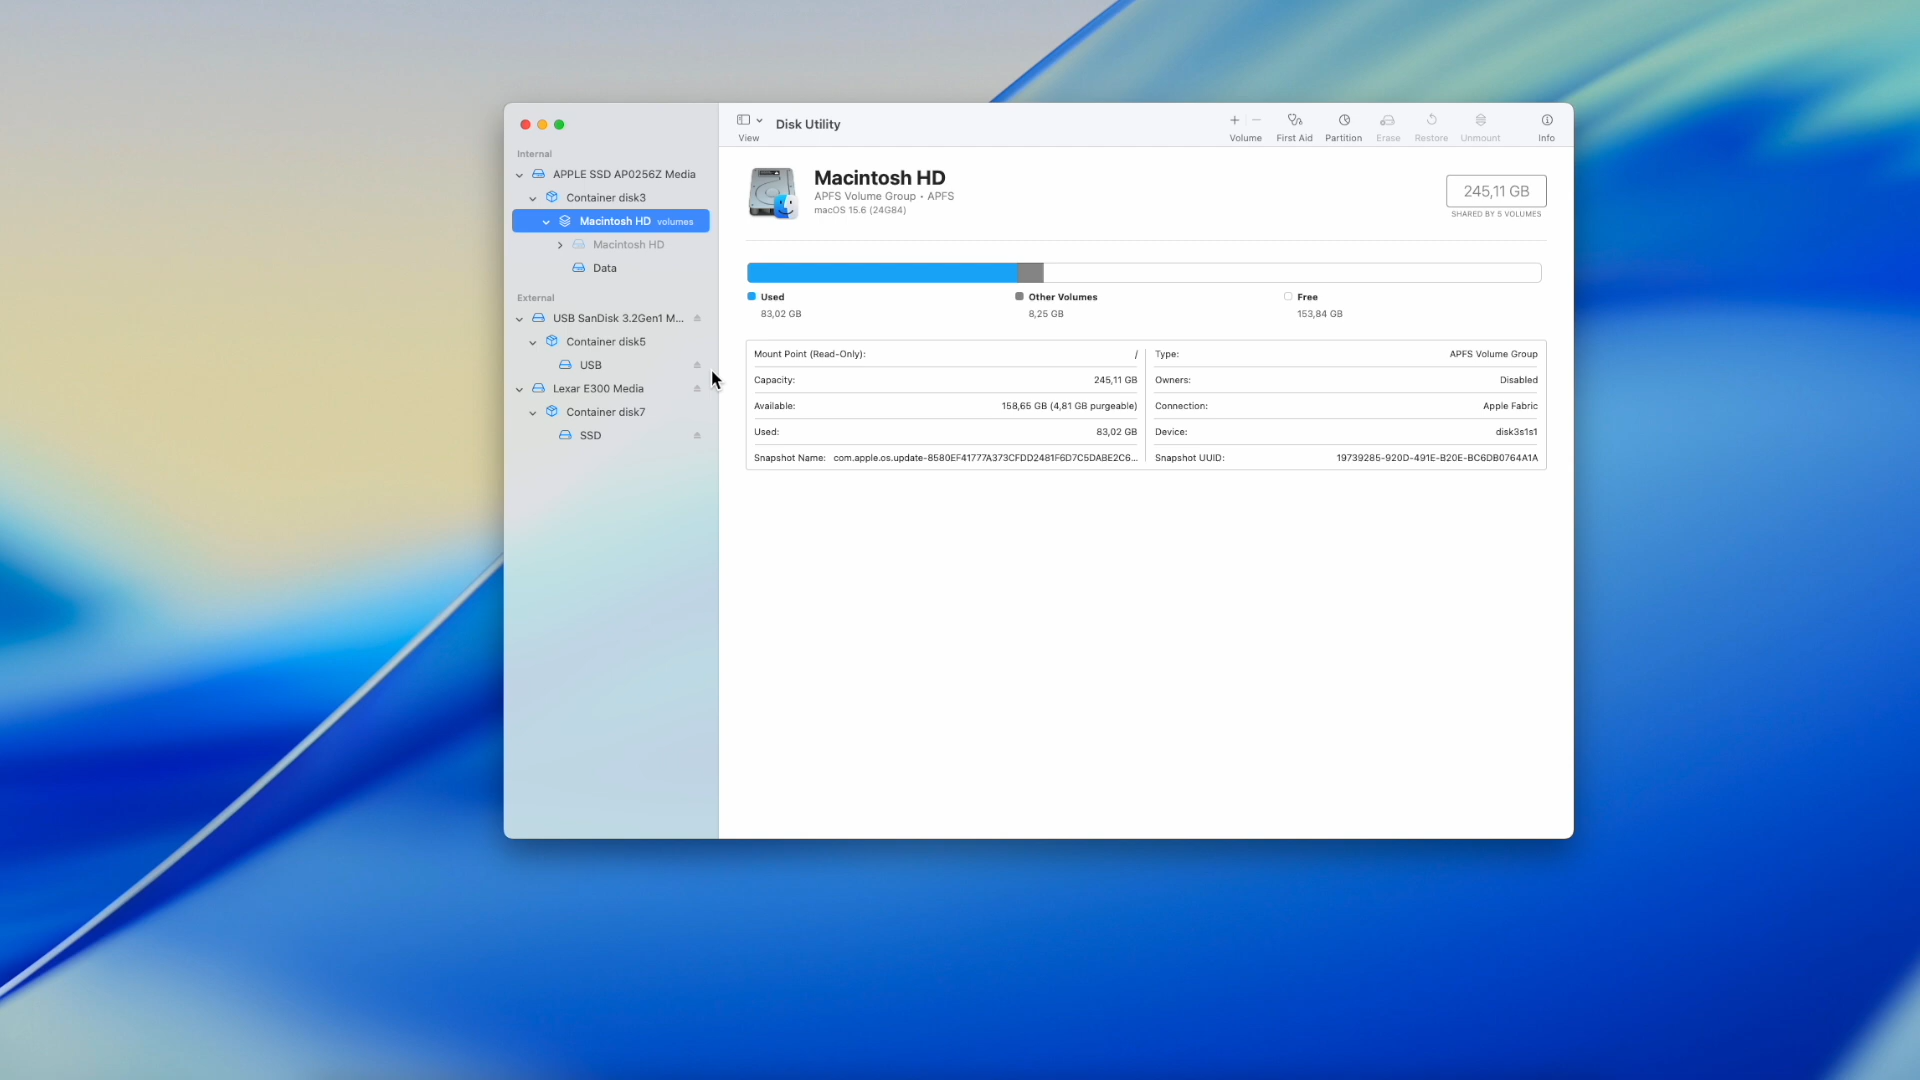 Internal
APPLE SSD AP0256Z Media
Container disk3
Macintosh HD volumes
Macintosh HD
Data
External
USB SanDisk 3.2Gen1 M...
Container disk5
USB
Lexar E300 Media
Container disk7
SSD
View
Disk Utility
Volume
First Aid
Partition
Erase
Restore
Unmount
Info
Macintosh HD
APFS Volume Group • APFS
macOS 15.6 (24G84)
245,11 GB
SHARED BY 5 VOLUMES
Used
83,02 GB
Other Volumes
8,25 GB
Free
153,84 GB
Mount Point (Read-Only): /
Capacity: 245,11 GB
Available: 158,65 GB (4,81 GB purgeable)
Used: 83,02 GB
Snapshot Name: com.apple.os.update-8580EF41777A373CFDD2481F6D7C5DABE2C6...
Type: APFS Volume Group
Owners: Disabled
Connection: Apple Fabric
Device: disk3s1s1
Snapshot UUID: 19739285-920D-491E-B20E-BC6DB0764A1A